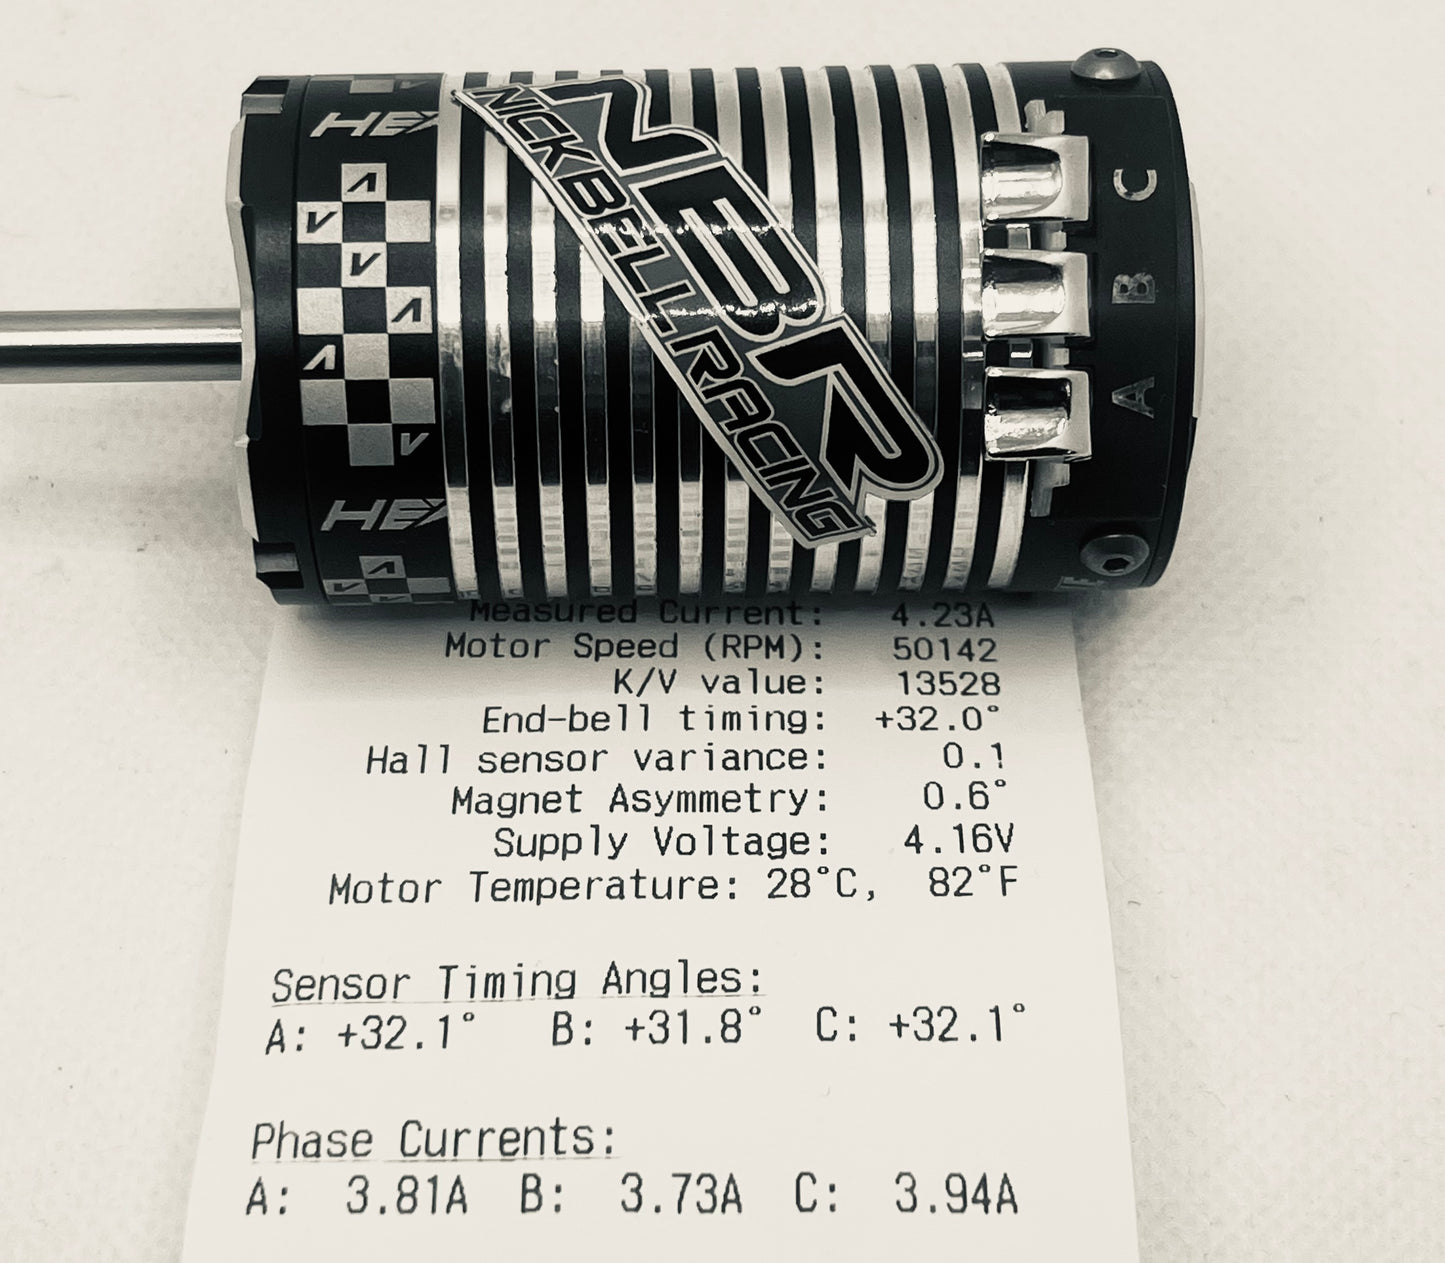 HEX
NBR
NICK BELL RACING
C
B
A
HEX
Measured Current: 4.23A
Motor Speed (RPM): 50142
K/V value: 13528
End-bell timing: +32.0°
Hall sensor variance: 0.1
Magnet Asymmetry: 0.6°
Supply Voltage: 4.16V
Motor Temperature: 28°C, 82°F
Sensor Timing Angles:
A: +32.1° B: +31.8° C: +32.1°
Phase Currents:
A: 3.81A B: 3.73A C: 3.94A